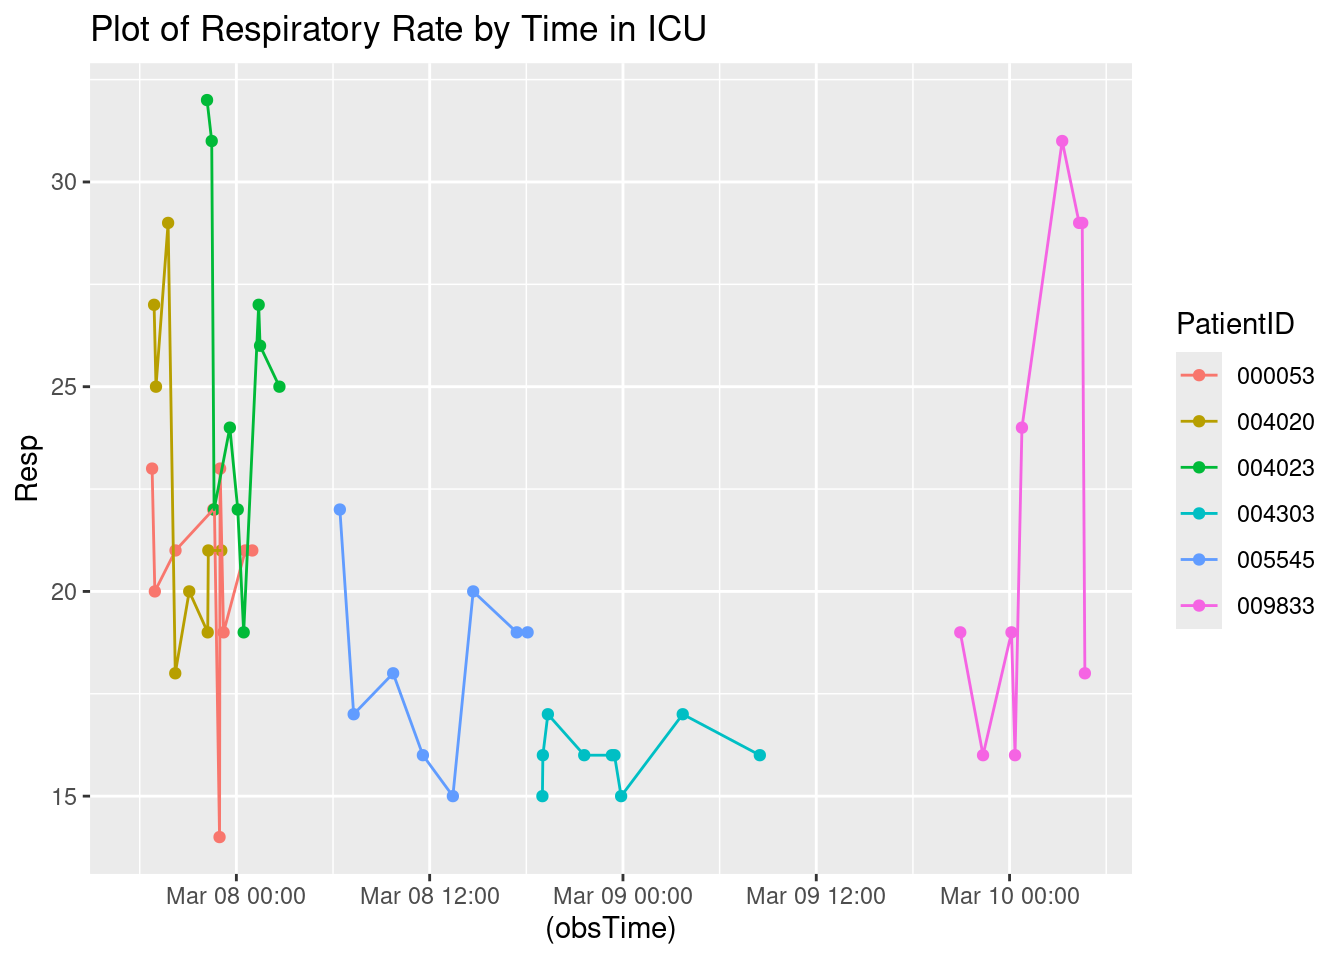 Plot of Respiratory Rate by Time in ICU
30
25
20
15
Resp
Mar 08 00:00
Mar 08 12:00
Mar 09 00:00
Mar 09 12:00
Mar 10 00:00
(obsTime)
PatientID
000053
004020
004023
004303
005545
009833